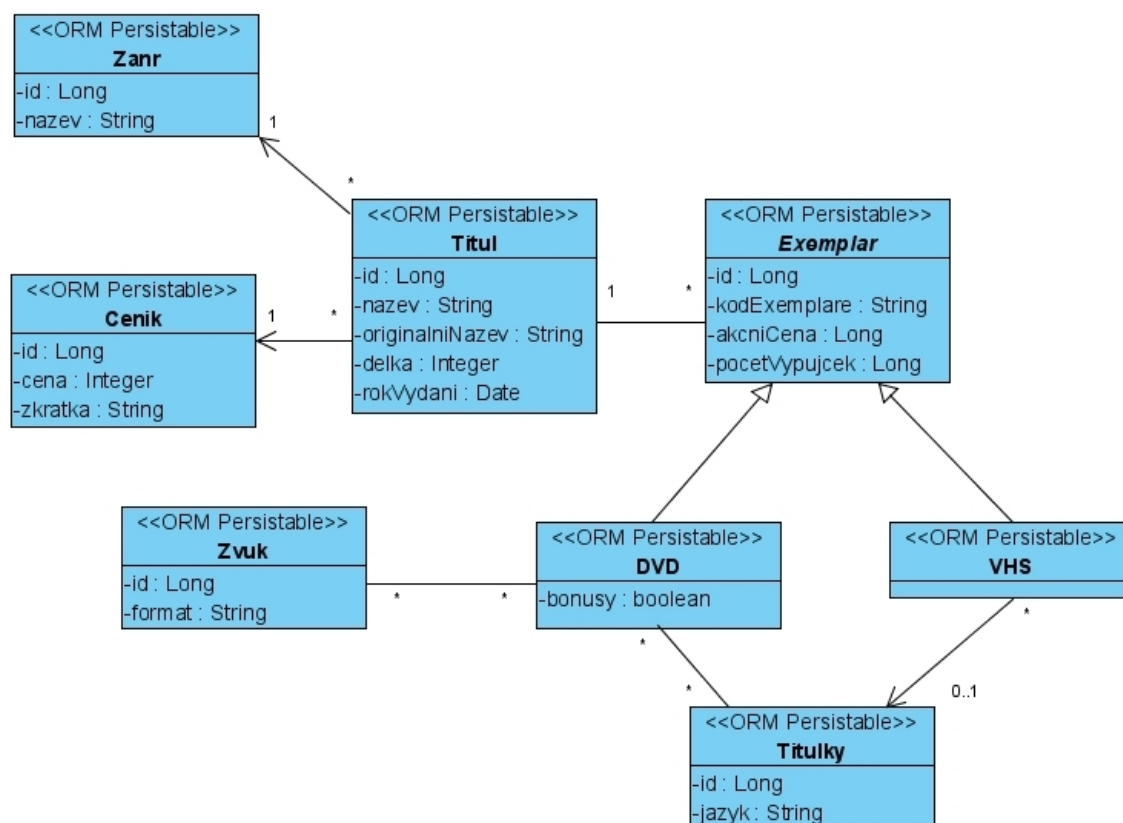 <<ORM Persistable>>
Zanr
-id : Long
-nazev : String
1
*
<<ORM Persistable>>
Titul
-id : Long
-nazev : String
-originalniNazev : String
-delka : Integer
-rokVydani : Date
1
*
<<ORM Persistable>>
Exemplar
-id : Long
-kodExemplare : String
-akcniCena : Long
-pocetVypujcek : Long
<<ORM Persistable>>
Cenik
-id : Long
-cena : Integer
-zkratka : String
1
*
<<ORM Persistable>>
Zvuk
-id : Long
-format : String
*
*
<<ORM Persistable>>
DVD
-bonusy : boolean
*
*
<<ORM Persistable>>
VHS
*
0..1
<<ORM Persistable>>
Titulky
-id : Long
-jazyk : String